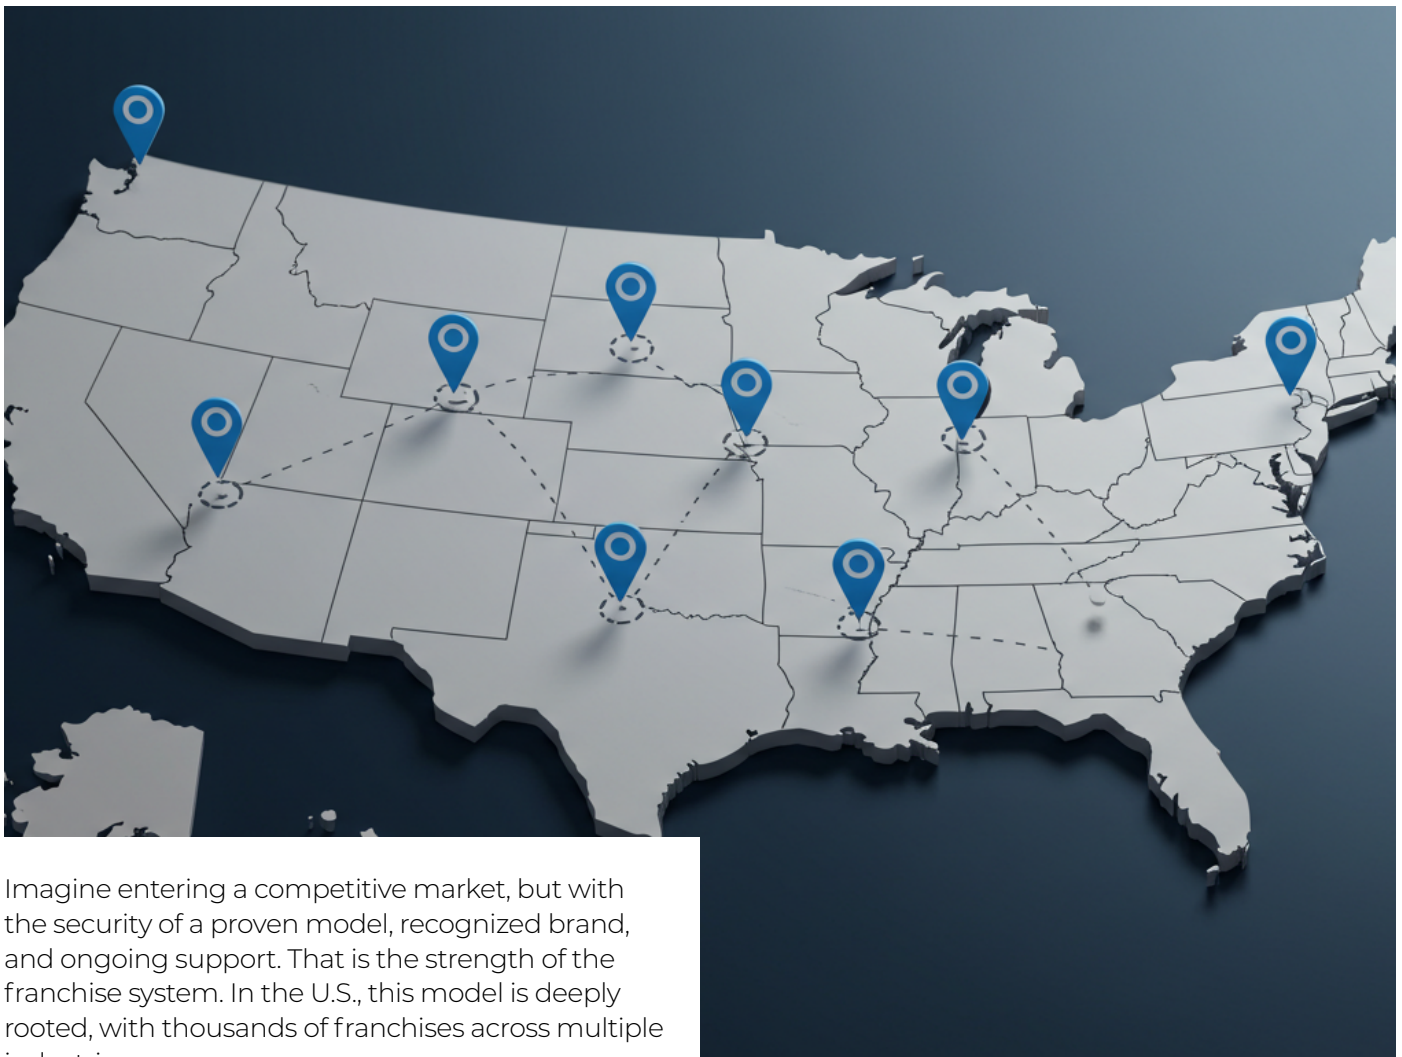 Imagine entering a competitive market, but with
the security of a proven model, recognized brand,
and ongoing support. That is the strength of the
franchise system. In the U.S., this model is deeply
rooted, with thousands of franchises across multiple